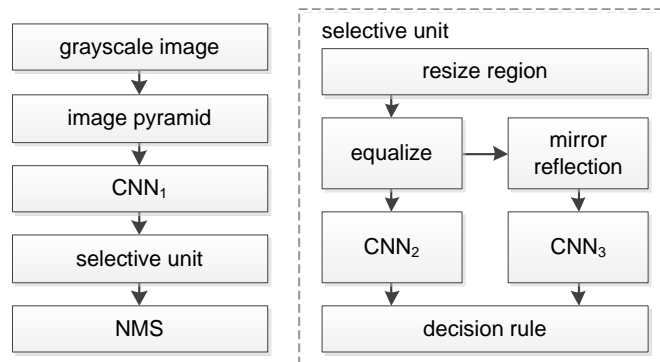 grayscale image
image pyramid
CNN₁
selective unit
NMS
selective unit
resize region
equalize
mirror
reflection
CNN₂
CNN₃
decision rule